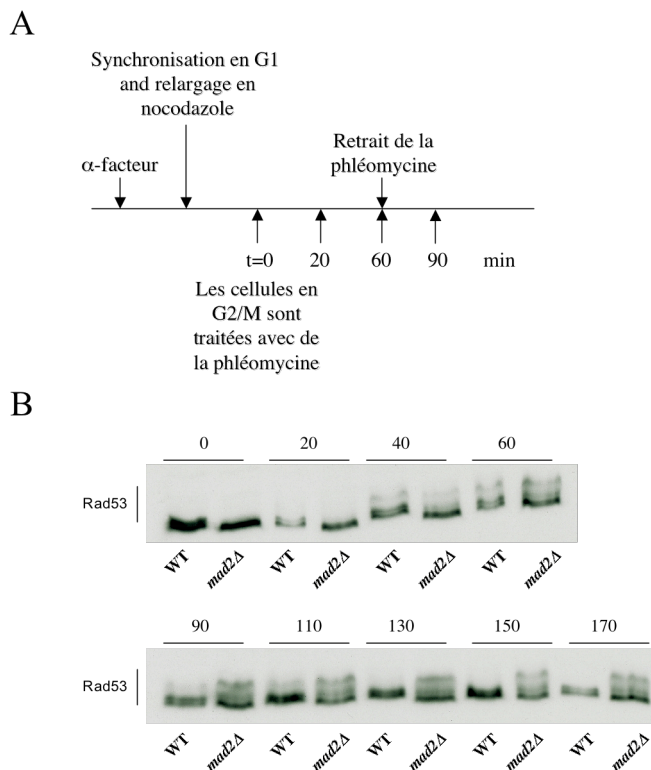 A
Synchronisation en G1
and relargage en
nocodazole
Retrait de la
phléomycine
α-facteur
t=0 20 60 90 min
Les cellules en
G2/M sont
traitées avec de
la phléomycine
B
0 20 40 60
Rad53
WT mad2Δ WT mad2Δ WT mad2Δ WT mad2Δ
90 110 130 150 170
Rad53
WT mad2Δ WT mad2Δ WT mad2Δ WT mad2Δ WT mad2Δ